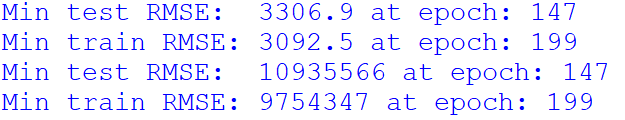 Min test RMSE:  3306.9 at epoch: 147
Min train RMSE: 3092.5 at epoch: 199
Min test RMSE:  10935566 at epoch: 147
Min train RMSE: 9754347 at epoch: 199